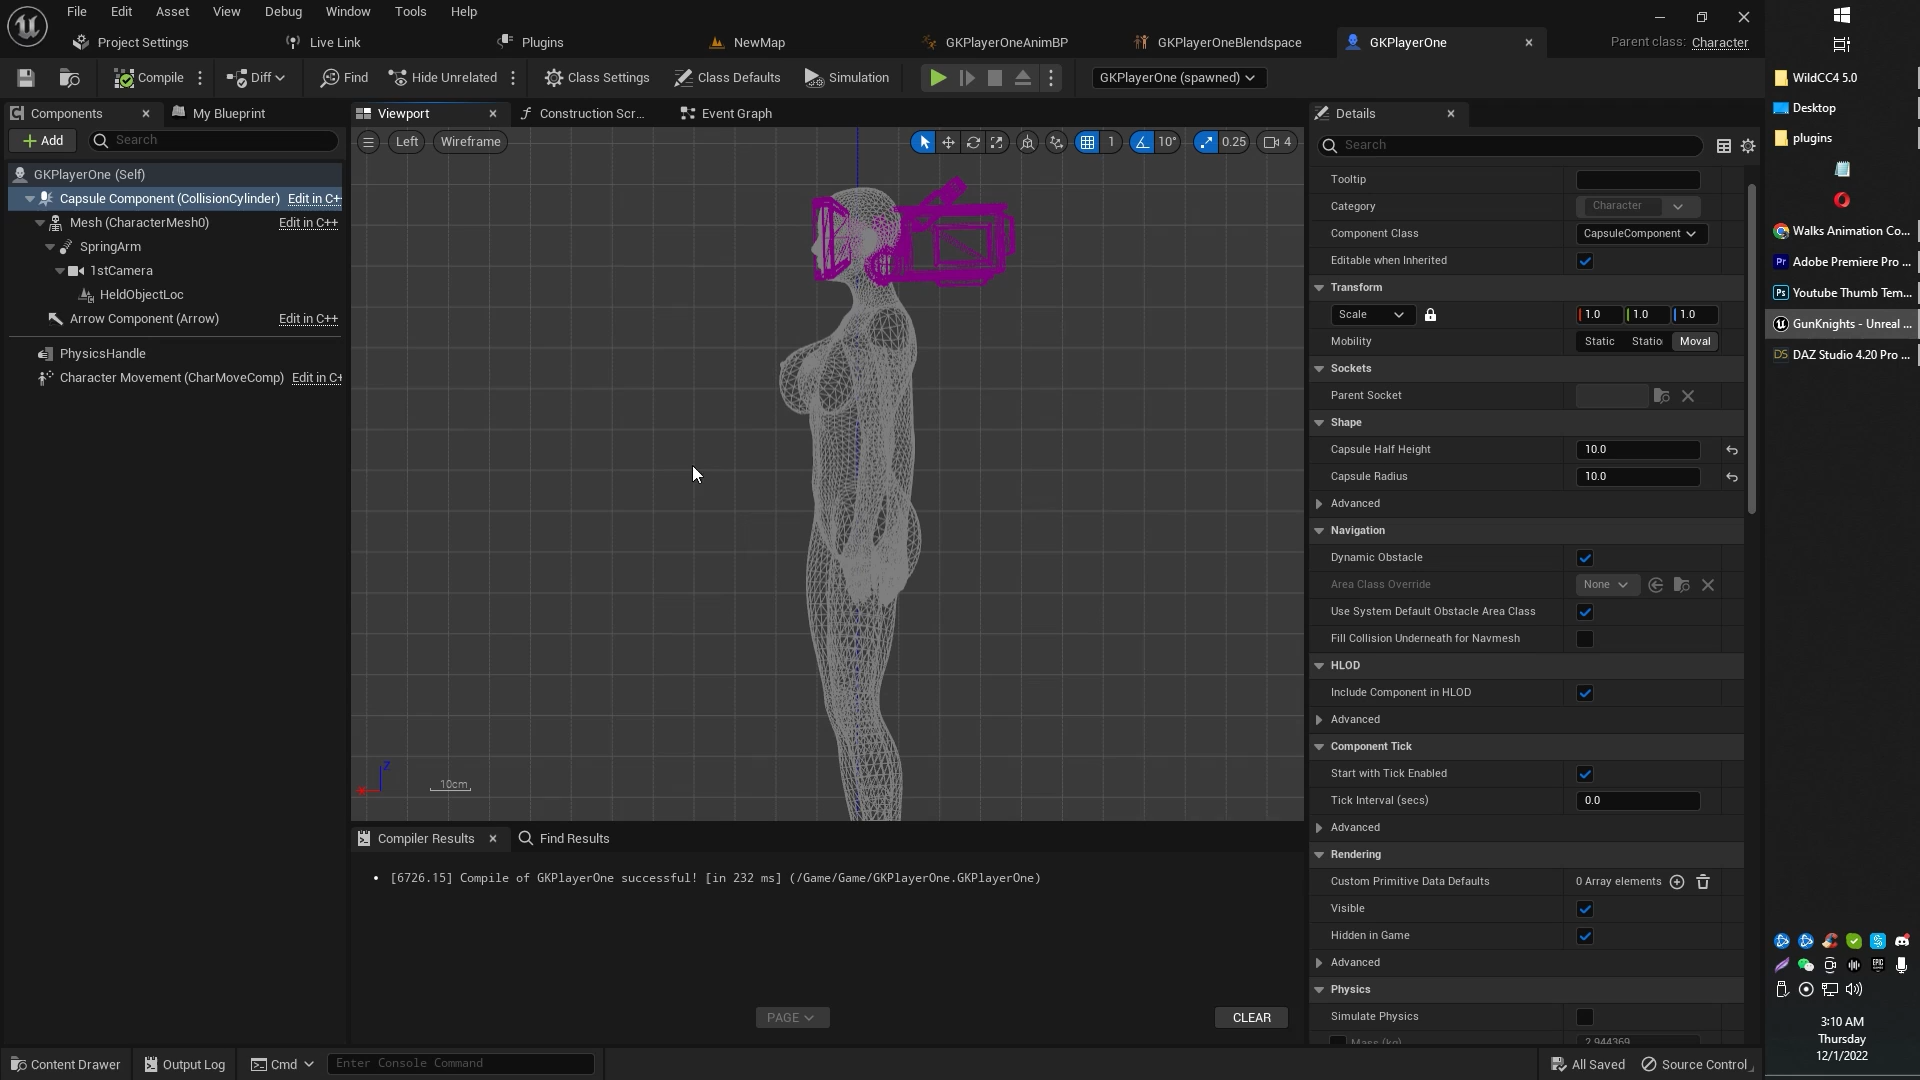 File Edit Asset View Debug Window Tools Help
Project Settings Live Link Plugins NewMap GKPlayerOneAnimBP GKPlayerOneBlendspace GKPlayerOne Parent class: Character
Compile Diff Find Hide Unrelated Class Settings Class Defaults Simulation GKPlayerOne (spawned)
Components My Blueprint
Add Search
GKPlayerOne (Self)
Capsule Component (CollisionCylinder) Edit in C++
Mesh (CharacterMesh0) Edit in C++
SpringArm
1stCamera
HeldObjectLoc
Arrow Component (Arrow) Edit in C++
PhysicsHandle
Character Movement (CharMoveComp) Edit in C+
Viewport Construction Scr... Event Graph
Left Wireframe 1 10° 0.25 4
Z
10cm
Compiler Results Find Results
• [6726.15] Compile of GKPlayerOne successful! [in 232 ms] (/Game/Game/GKPlayerOne.GKPlayerOne)
PAGE CLEAR
Details
Search
Tooltip
Category Character
Component Class CapsuleComponent
Editable when Inherited
Transform
Scale 1.0 1.0 1.0
Mobility Static Statio Moval
Sockets
Parent Socket
Shape
Capsule Half Height 10.0
Capsule Radius 10.0
Advanced
Navigation
Dynamic Obstacle
Area Class Override None
Use System Default Obstacle Area Class
Fill Collision Underneath for Navmesh
HLOD
Include Component in HLOD
Advanced
Component Tick
Start with Tick Enabled
Tick Interval (secs) 0.0
Advanced
Rendering
Custom Primitive Data Defaults 0 Array elements
Visible
Hidden in Game
Advanced
Physics
Simulate Physics
Mass (kg) 2.944369
Content Drawer Output Log Cmd Enter Console Command All Saved Source Control
WildCC4 5.0
Desktop
plugins
Walks Animation Co...
Adobe Premiere Pro ...
Youtube Thumb Tem...
GunKnights - Unreal ...
DAZ Studio 4.20 Pro ...
3:10 AM
Thursday
12/1/2022